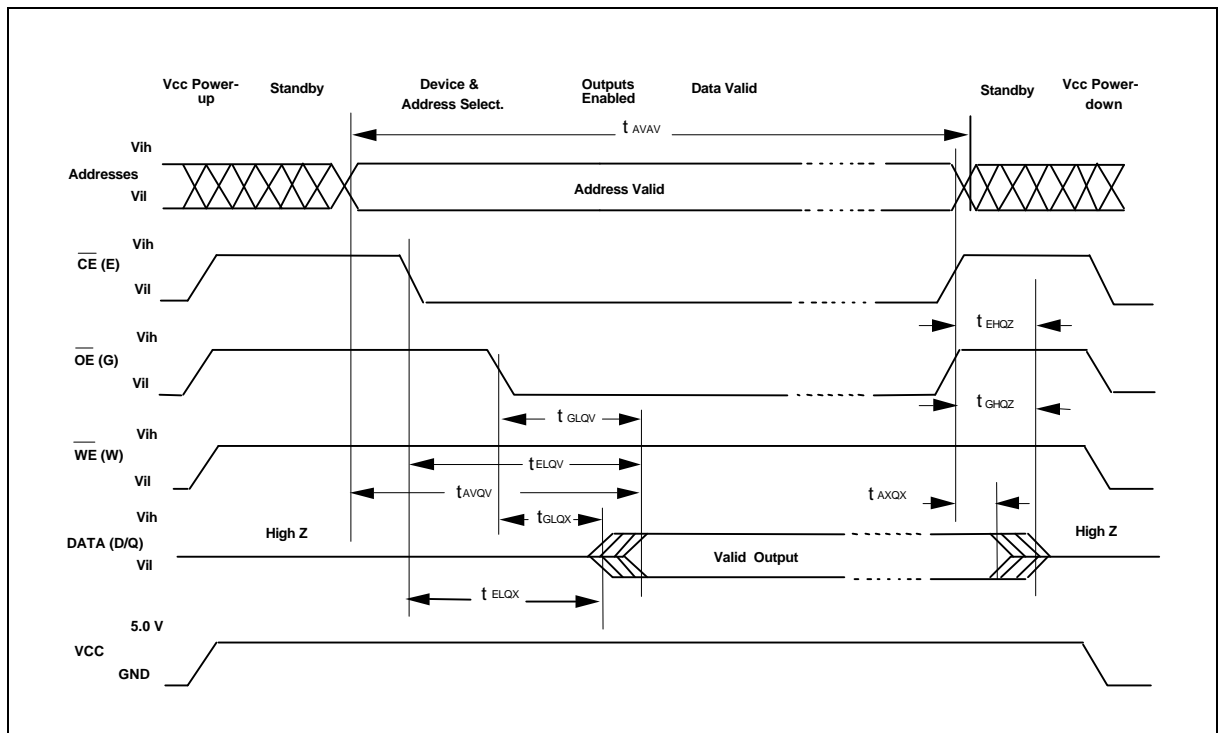 Vcc Power-up
Standby
Device & Address Select.
Outputs Enabled
Data Valid
Standby
Vcc Power-down
t AVAV
Vih
Addresses
Vil
Address Valid
Vih
CE (E)
Vil
t EHQZ
Vih
OE (G)
Vil
t GHQZ
t GLQV
Vih
WE (W)
Vil
t ELQV
t AVQV
t AXQX
t GLQX
Vih
DATA (D/Q)
Vil
High Z
Valid Output
High Z
t ELQX
5.0 V
VCC
GND